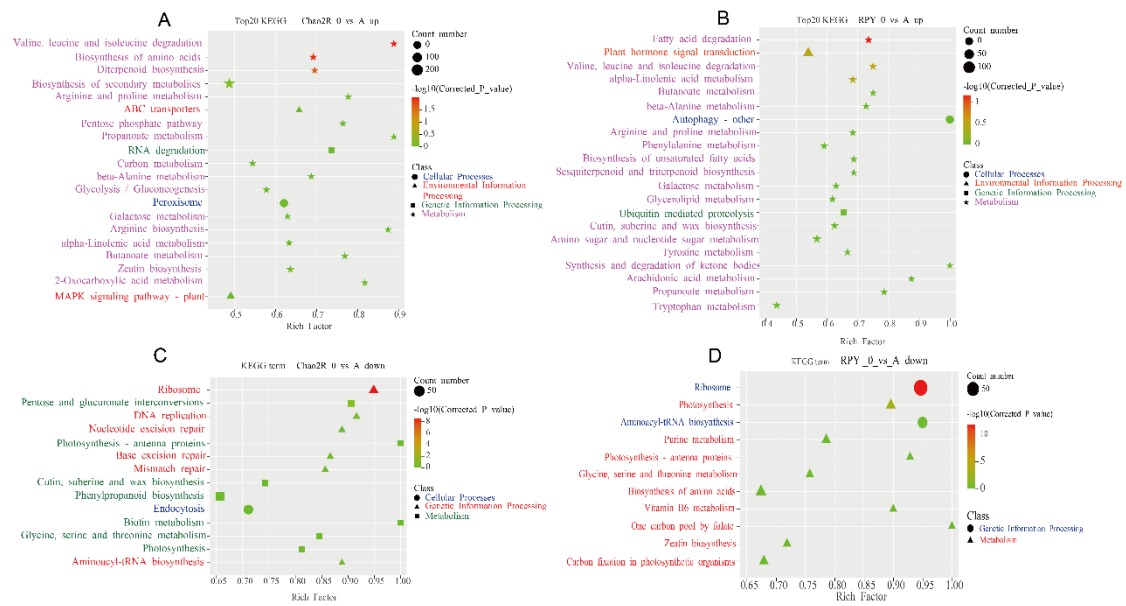 A
Top20 KEGG Chao2R_0_vs_A_up
Valine, leucine and isoleucine degradation
Biosynthesis of amino acids
Diterpenoid biosynthesis
Biosynthesis of secondary metabolites
Arginine and proline metabolism
ABC transporters
Pentose phosphate pathway
Propanoate metabolism
RNA degradation
Carbon metabolism
beta-Alanine metabolism
Glycolysis / Gluconeogenesis
Peroxisome
Galactose metabolism
Arginine biosynthesis
alpha-Linolenic acid metabolism
Butanoate metabolism
Zeatin biosynthesis
2-Oxocarboxylic acid metabolism
MAPK signaling pathway - plant
0.5 0.6 0.7 0.8 0.9
Rich Factor
Count number
0
100
200
-log10(Corrected_P_value)
1.5
1
0.5
0
Class
Cellular Processes
Environmental Information
Processing
Genetic Information Processing
Metabolism
B
Top20 KEGG RPY_0_vs_A_up
Fatty acid degradation
Plant hormone signal transduction
Valine, leucine and isoleucine degradation
alpha-Linolenic acid metabolism
Butanoate metabolism
beta-Alanine metabolism
Autophagy - other
Arginine and proline metabolism
Phenylalanine metabolism
Biosynthesis of unsaturated fatty acids
Sesquiterpenoid and triterpenoid biosynthesis
Galactose metabolism
Glycerolipid metabolism
Ubiquitin mediated proteolysis
Cutin, suberine and wax biosynthesis
Amino sugar and nucleotide sugar metabolism
Tyrosine metabolism
Synthesis and degradation of ketone bodies
Arachidonic acid metabolism
Propanoate metabolism
Tryptophan metabolism
0.4 0.5 0.6 0.7 0.8 0.9 1.0
Rich Factor
Count number
0
50
100
-log10(Corrected_P_value)
1
0.5
0
Class
Cellular Processes
Environmental Information Processing
Genetic Information Processing
Metabolism
C
KEGG term Chao2R_0_vs_A_down
Ribosome
Pentose and glucuronate interconversions
DNA replication
Nucleotide excision repair
Photosynthesis - antenna proteins
Base excision repair
Mismatch repair
Cutin, suberine and wax biosynthesis
Phenylpropanoid biosynthesis
Endocytosis
Biotin metabolism
Glycine, serine and threonine metabolism
Photosynthesis
Aminoacyl-tRNA biosynthesis
0.65 0.70 0.75 0.80 0.85 0.90 0.95 1.00
Rich Factor
Count number
50
-log10(Corrected P value)
8
6
4
2
0
Class
Cellular Processes
Genetic Information Processing
Metabolism
D
KEGG term RPY_0_vs_A_down
Ribosome
Photosynthesis
Aminoacyl-tRNA biosynthesis
Purine metabolism
Photosynthesis - antenna proteins
Glycine, serine and threonine metabolism
Biosynthesis of amino acids
Vitamin B6 metabolism
One carbon pool by folate
Zeatin biosynthesis
Carbon fixation in photosynthetic organisms
0.65 0.70 0.75 0.80 0.85 0.90 0.95 1.00
Rich Factor
Count number
50
-log10(Corrected_P_value)
10
5
0
Class
Genetic Information Processing
Metabolism